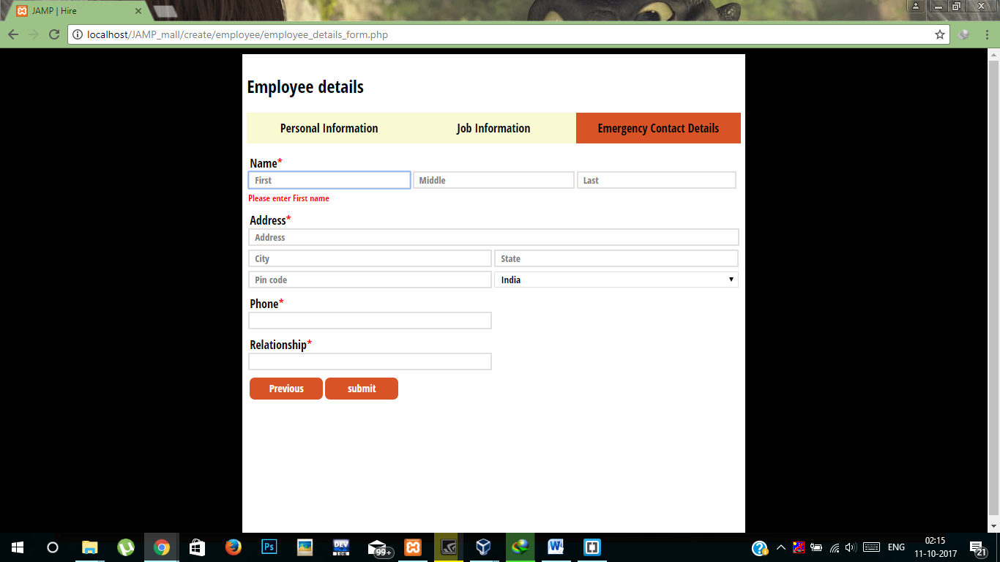 JAMP | Hire
localhost/JAMP_mall/create/employee/employee_details_form.php
Employee details
Personal Information Job Information Emergency Contact Details
Name*
First Middle Last
Please enter First name
Address*
Address
City State
Pin code India
Phone*
Relationship*
Previous submit
Ps DEV IDE 99+ W ENG 02:15
11-10-2017 21